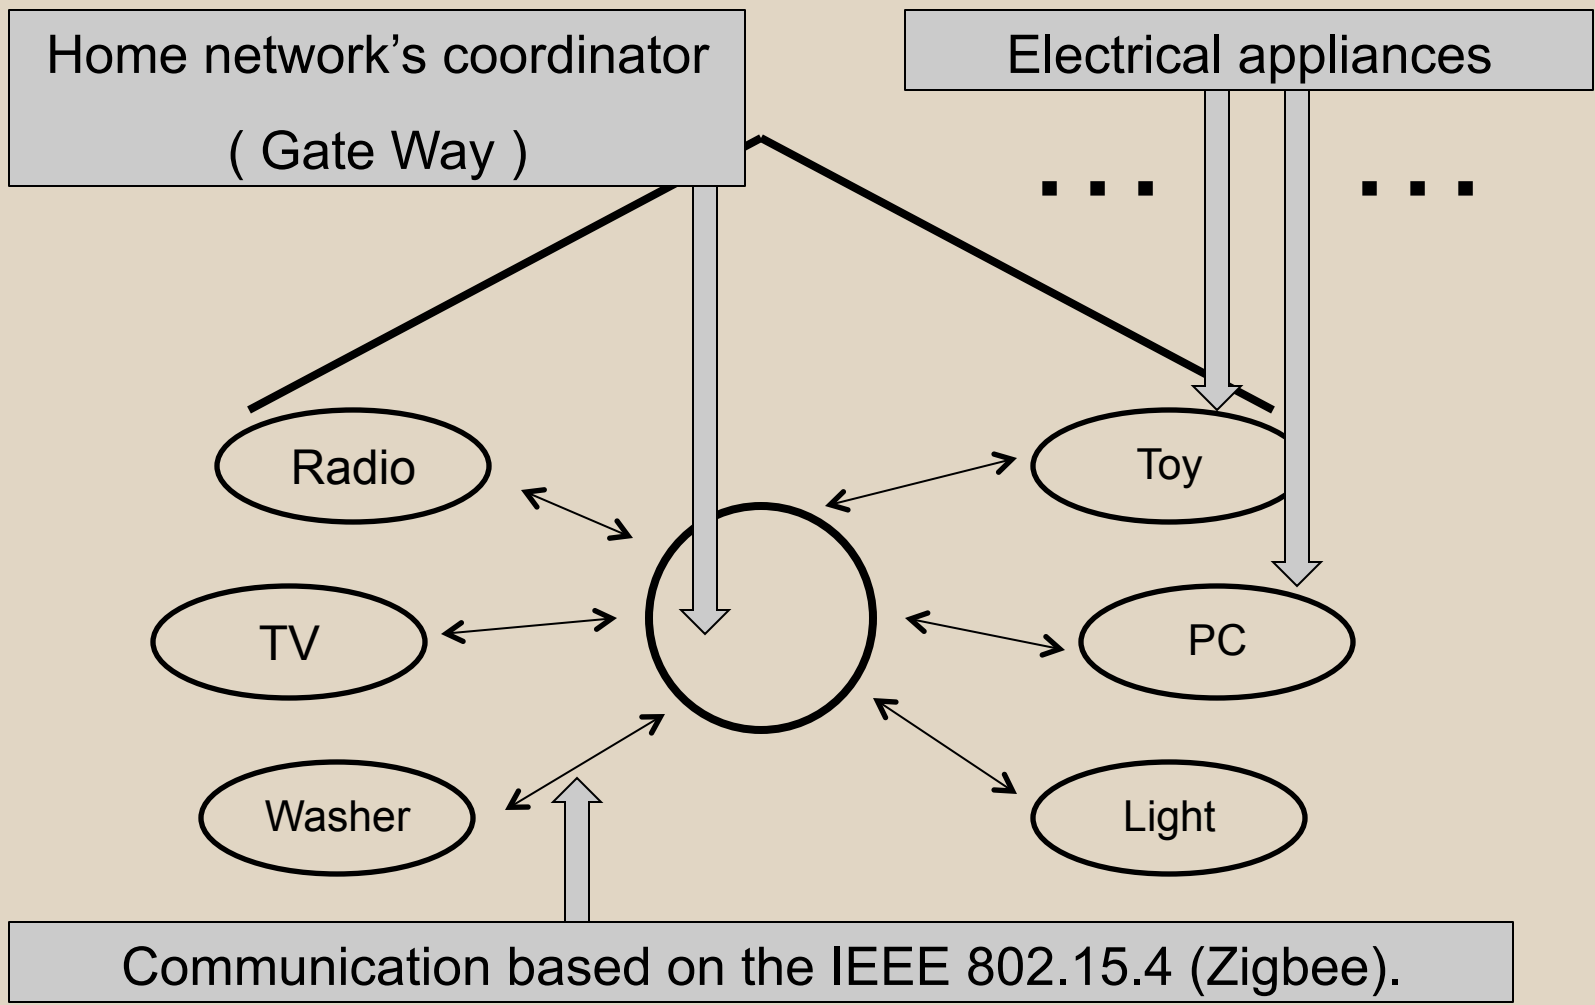 Home network’s coordinator
( Gate Way )
Electrical appliances
. . .
. . .
Radio
Toy
TV
PC
Washer
Light
Communication based on the IEEE 802.15.4 (Zigbee).